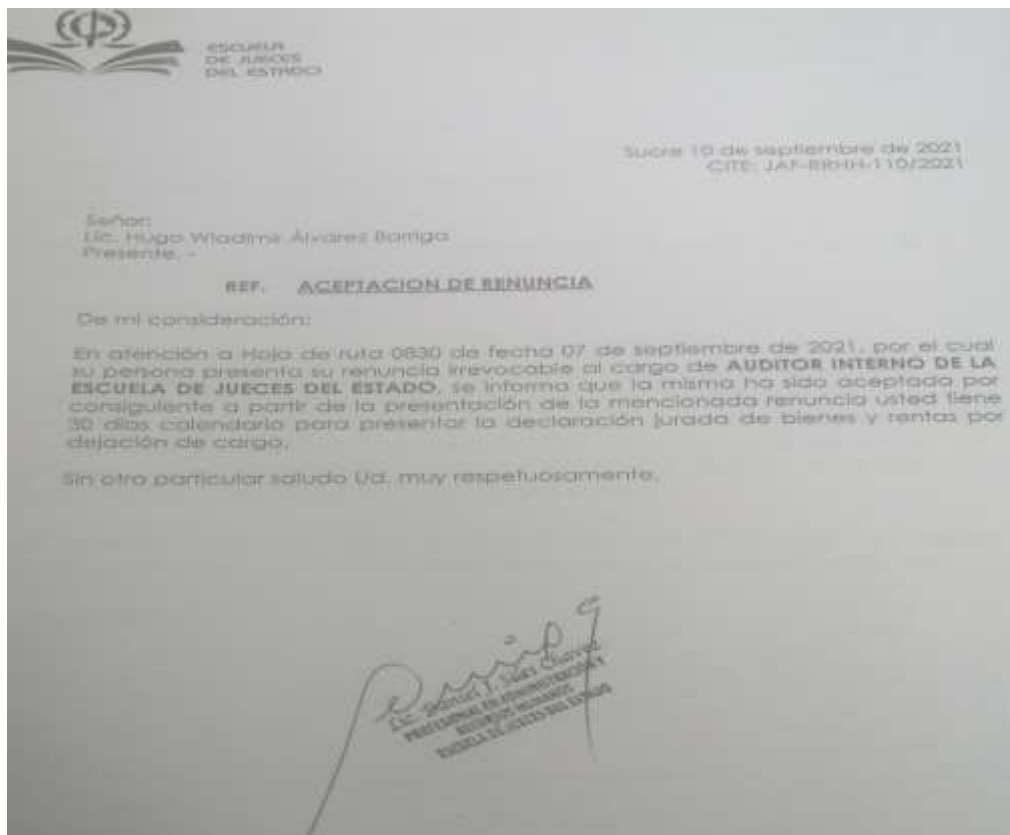 ESCUELA
DE JUECES
DEL ESTADO
Sucre 10 de septiembre de 2021
CITE: JAF-RRHH-110/2021
Señor:
Lic. Hugo Wladimir Álvarez Barriga
Presente. -
REF. ACEPTACION DE RENUNCIA
De mi consideración:
En atención a Hoja de ruta 0830 de fecha 07 de septiembre de 2021, por el cual
su persona presenta su renuncia irrevocable al cargo de AUDITOR INTERNO DE LA
ESCUELA DE JUECES DEL ESTADO, se informa que la misma ha sido aceptada por
consiguiente a partir de la presentación de la mencionada renuncia usted tiene
30 días calendario para presentar la declaración jurada de bienes y rentas por
dejación de cargo.
Sin otro particular saludo Ud. muy respetuosamente.
Lic. Daniel Chavez
PROFESIONAL EN ADMINISTRACIÓN Y
RECURSOS HUMANOS
ESCUELA DE JUECES DEL ESTADO